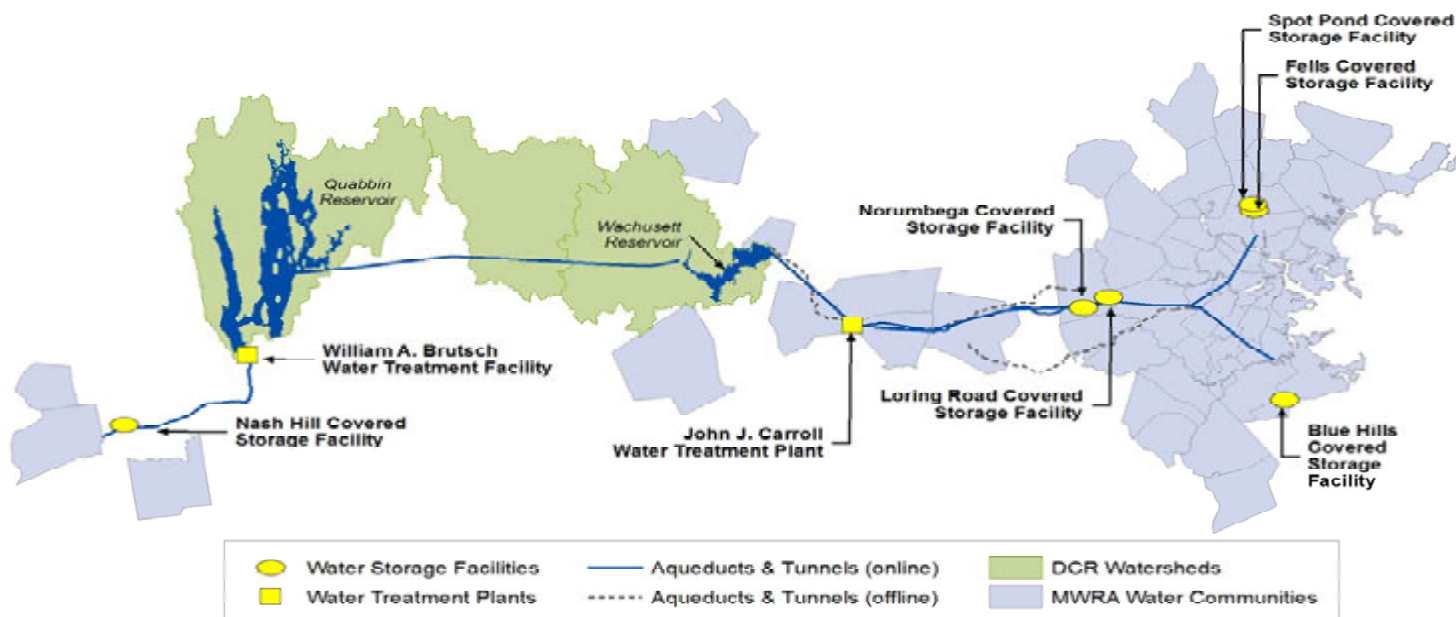 Spot Pond Covered
Storage Facility
Fells Covered
Storage Facility
Quabbin
Reservoir
Wachusett
Reservoir
Norumbega Covered
Storage Facility
William A. Brutsch
Water Treatment Facility
Nash Hill Covered
Storage Facility
John J. Carroll
Water Treatment Plant
Loring Road Covered
Storage Facility
Blue Hills
Covered
Storage
Facility
Water Storage Facilities
Aqueducts & Tunnels (online)
DCR Watersheds
Water Treatment Plants
Aqueducts & Tunnels (offline)
MWRA Water Communities